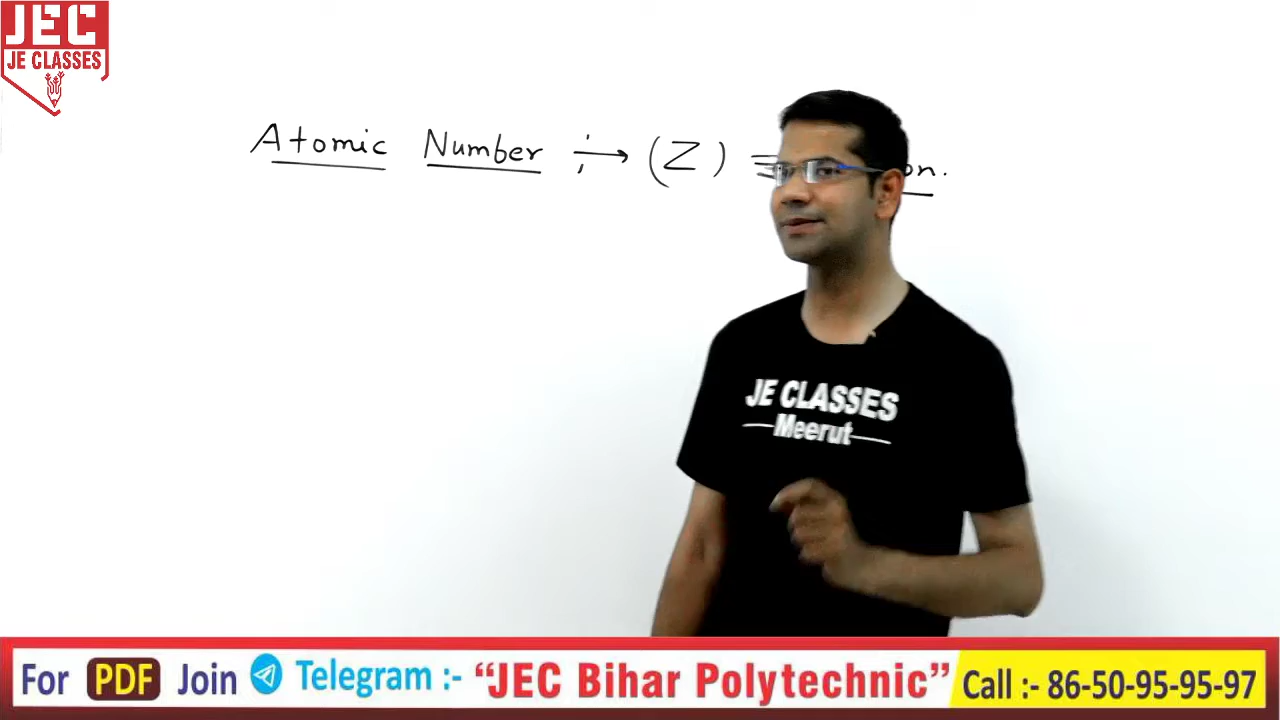 JEC
JE CLASSES
Atomic Number :→ (Z) ≡
JE CLASSES
Meerut
For PDF Join Telegram :- “JEC Bihar Polytechnic” Call :- 86-50-95-95-97